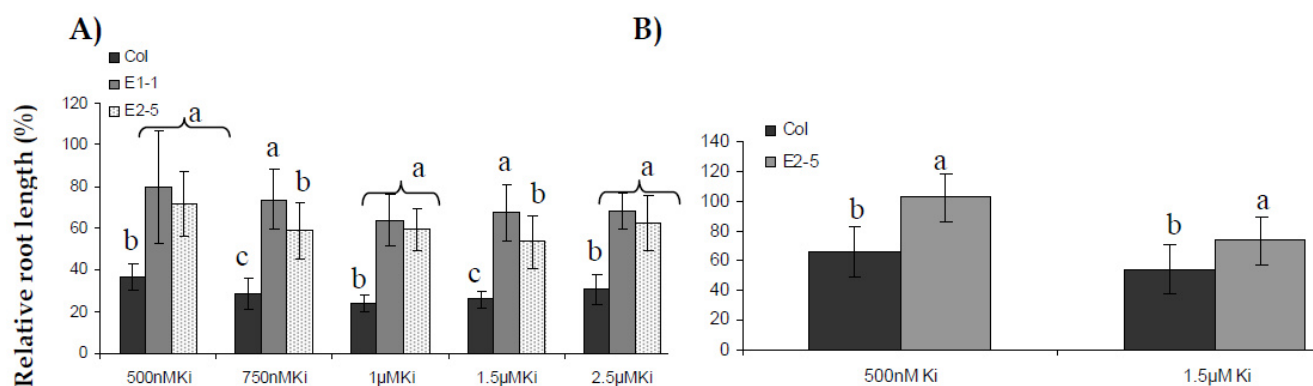 A)
Col
E1-1
E2-5
Relative root length (%)
120
100
80
60
40
20
0
a
b
a
b
c
a
b
a
b
c
a
b
500nMKi 750nMKi 1µMKi 1.5µMKi 2.5µMKi
B)
Col
E2-5
140
120
100
80
60
40
20
0
b
a
b
a
500nM Ki 1.5µM Ki